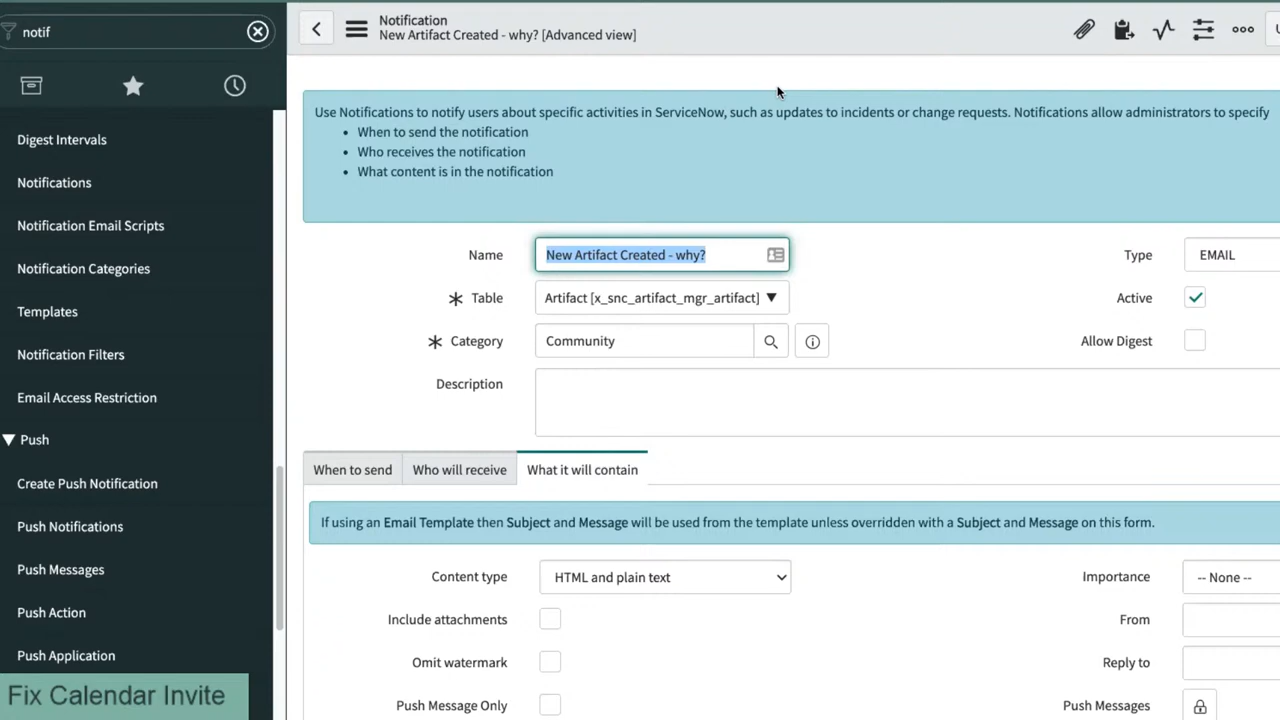 notif
Notification
New Artifact Created - why? [Advanced view]
Digest Intervals
Notifications
Notification Email Scripts
Notification Categories
Templates
Notification Filters
Email Access Restriction
Push
Create Push Notification
Push Notifications
Push Messages
Push Action
Push Application
Fix Calendar Invite
Use Notifications to notify users about specific activities in ServiceNow, such as updates to incidents or change requests. Notifications allow administrators to specify
• When to send the notification
• Who receives the notification
• What content is in the notification
Name New Artifact Created - why? Type EMAIL
Table Artifact [x_snc_artifact_mgr_artifact] Active
Category Community Allow Digest
Description
When to send Who will receive What it will contain
If using an Email Template then Subject and Message will be used from the template unless overridden with a Subject and Message on this form.
Content type HTML and plain text Importance -- None --
Include attachments From
Omit watermark Reply to
Push Message Only Push Messages